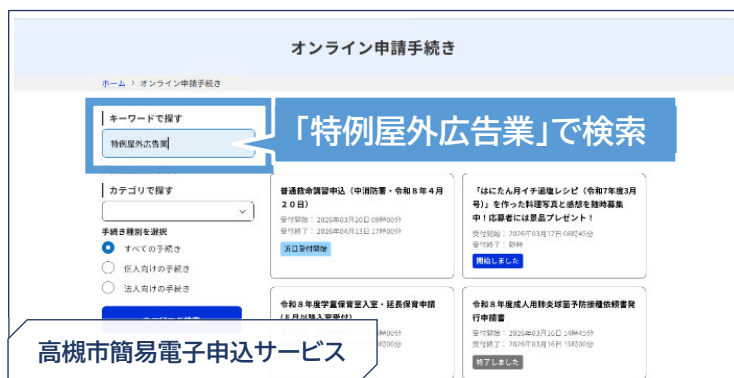 オンライン申請手続き
ホーム > オンライン申請手続き
キーワードで探す
特例屋外広告業
「特例屋外広告業」で検索
カテゴリで探す
手続き種別を選択
すべての手続き
個人向けの手続き
法人向けの手続き
普通救命講習申込（中消防署・令和8年4月
20日）
受付開始：2026年03月20日 09時00分
受付終了：2026年04月13日 17時00分
近日受付開始
「はにたん月イチ適塩レシピ（令和7年度3月
号）」を作った料理写真と感想を随時募集
中！応募者には景品プレゼント！
受付開始：2026年03月17日 08時45分
受付終了：随時
開始しました
令和8年度学童保育室入室・延長保育申請
令和8年度成人用肺炎球菌予防接種依頼書発
行申請書
受付開始：2026年03月16日 14時45分
受付終了：2026年03月16日 15時00分
終了しました
高槻市簡易電子申込サービス